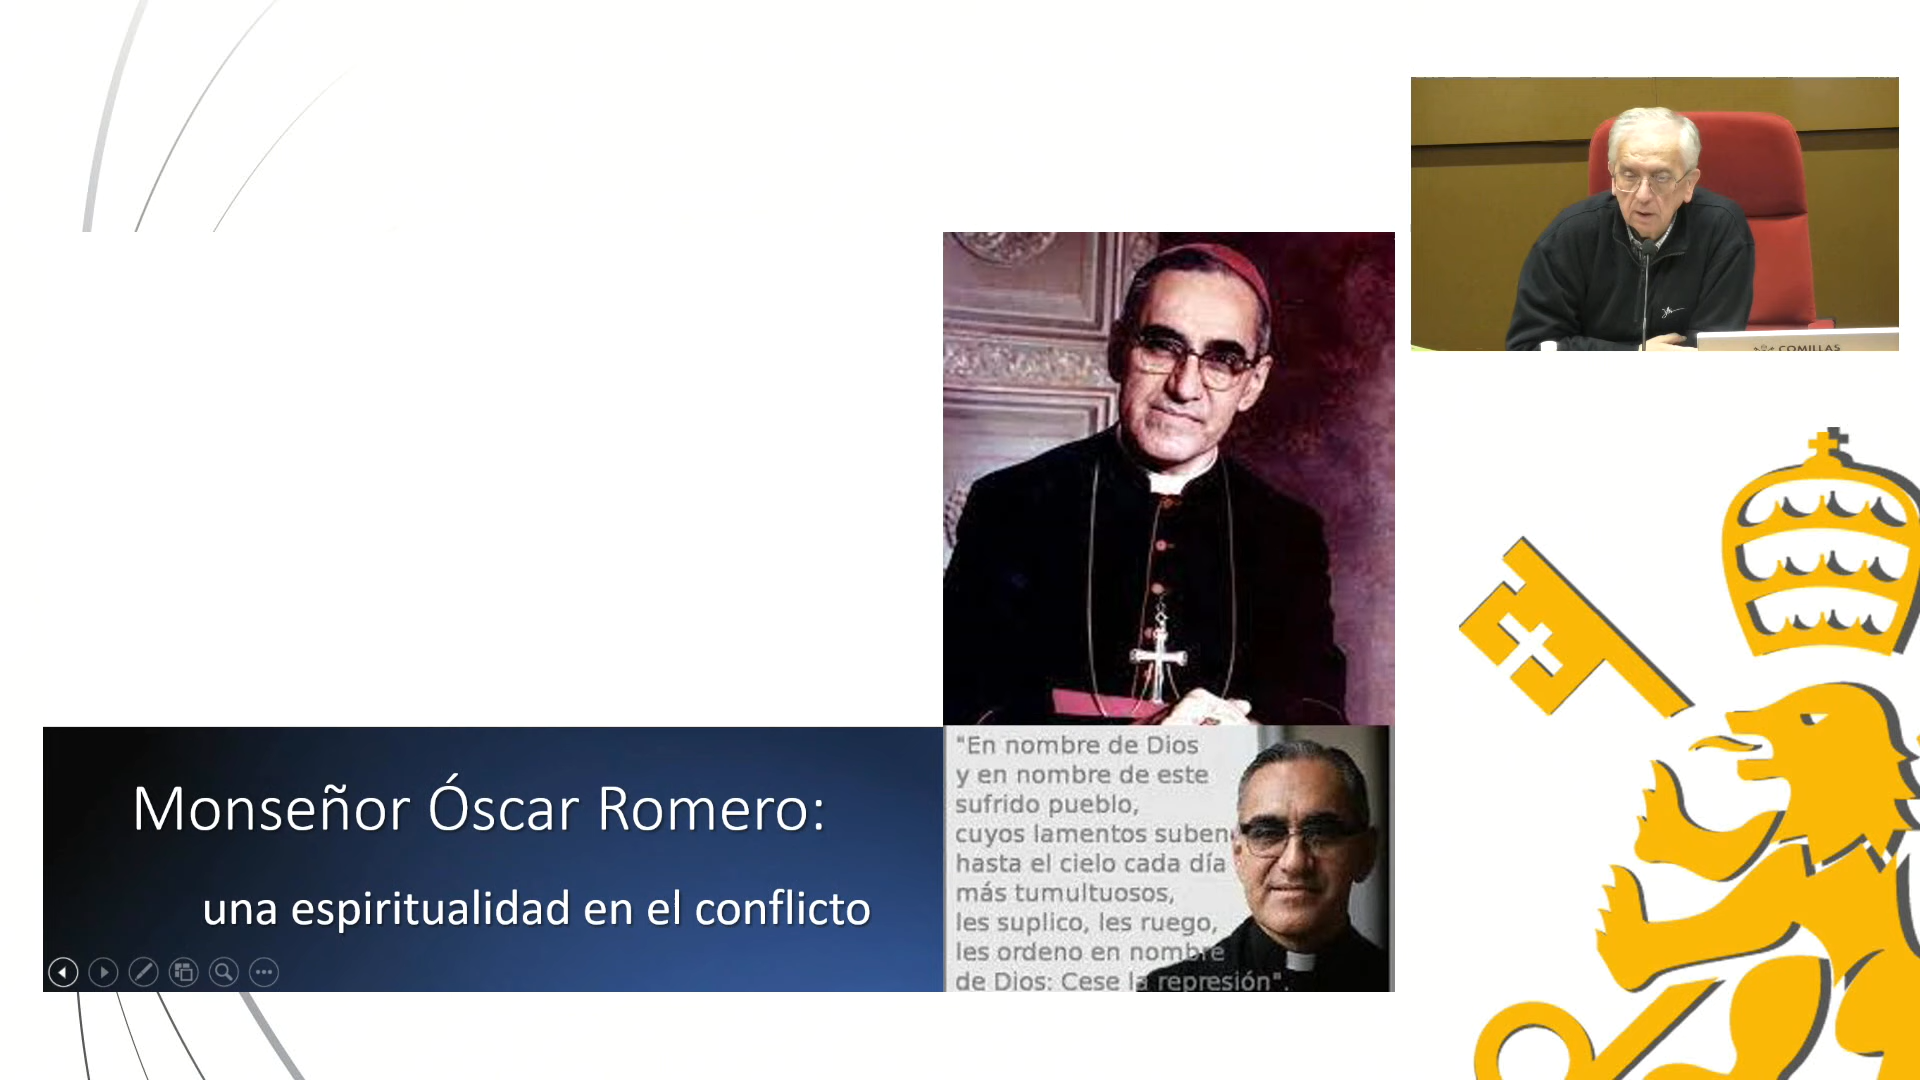 COMILLAS
Monseñor Óscar Romero:
una espiritualidad en el conflicto
"En nombre de Dios
y en nombre de este
sufrido pueblo,
cuyos lamentos suben
hasta el cielo cada día
más tumultuosos,
les suplico, les ruego,
les ordeno en nombre
de Dios: Cese la represión".